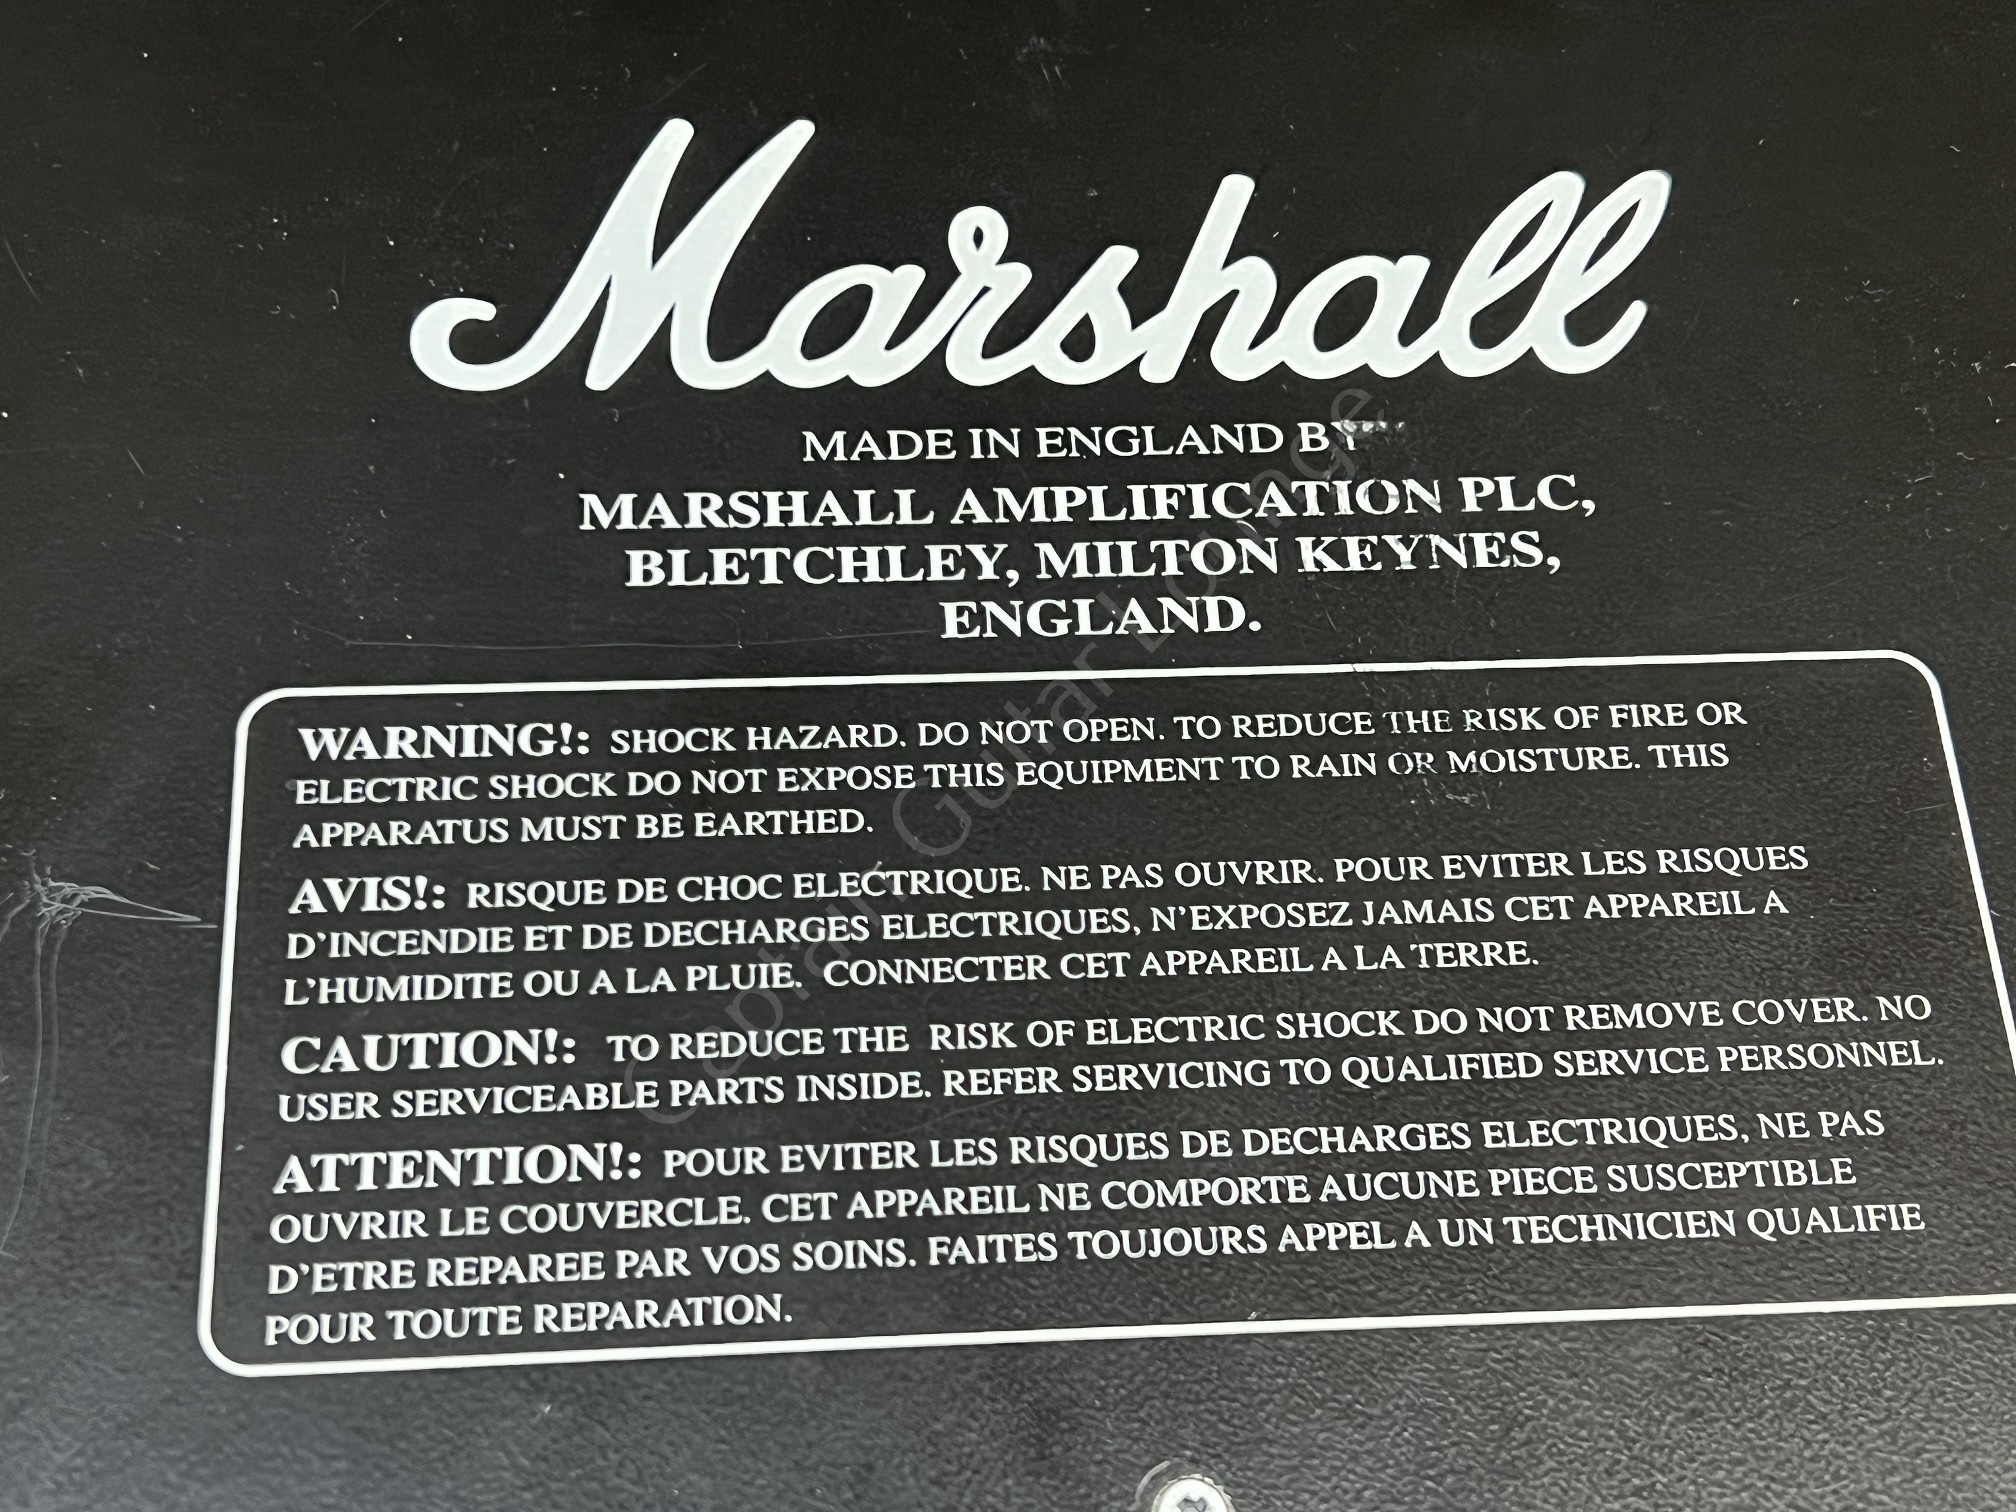 Marshall
MADE IN ENGLAND BY
MARSHALL AMPLIFICATION PLC,
BLETCHLEY, MILTON KEYNES,
ENGLAND.
WARNING!: SHOCK HAZARD. DO NOT OPEN. TO REDUCE THE RISK OF FIRE OR
ELECTRIC SHOCK DO NOT EXPOSE THIS EQUIPMENT TO RAIN OR MOISTURE. THIS
APPARATUS MUST BE EARTHED.
AVIS!: RISQUE DE CHOC ELECTRIQUE. NE PAS OUVRIR. POUR EVITER LES RISQUES
D'INCENDIE ET DE DECHARGES ELECTRIQUES, N'EXPOSEZ JAMAIS CET APPAREIL A
L'HUMIDITE OU A LA PLUIE. CONNECTER CET APPAREIL A LA TERRE.
CAUTION!: TO REDUCE THE RISK OF ELECTRIC SHOCK DO NOT REMOVE COVER. NO
USER SERVICEABLE PARTS INSIDE. REFER SERVICING TO QUALIFIED SERVICE PERSONNEL.
ATTENTION!: POUR EVITER LES RISQUES DE DECHARGES ELECTRIQUES, NE PAS
OUVRIR LE COUVERCLE. CET APPAREIL NE COMPORTE AUCUNE PIECE SUSCEPTIBLE
D'ETRE REPAREE PAR VOS SOINS. FAITES TOUJOURS APPEL A UN TECHNICIEN QUALIFIE
POUR TOUTE REPARATION.
Captain Guitar Lounge